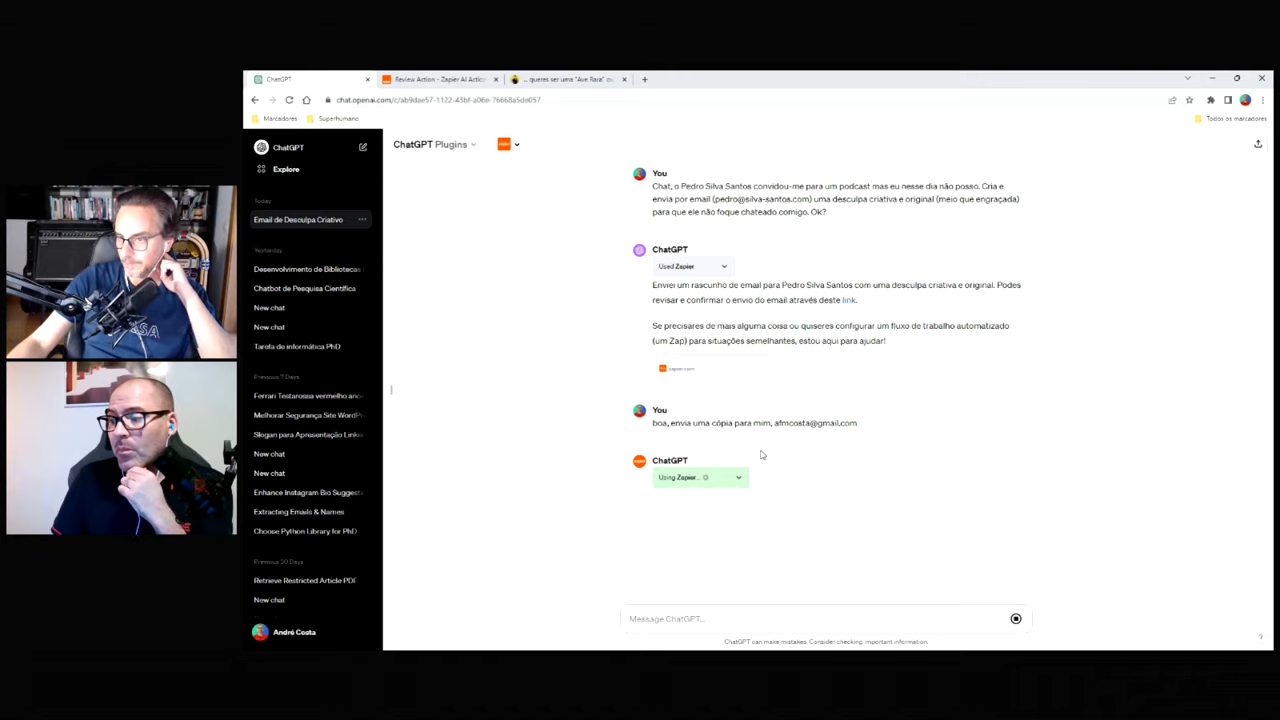 ChatGPT
Review Action - Zapier AI Action
... queres ser uma "Ave Rara" ou
chat.openai.com/c/ab9dae57-1122-43bf-a06e-76668a5de057
Marcadores
Superhumano
Todos os marcadores
ChatGPT
Explore
Today
Email de Desculpa Criativo
Yesterday
Desenvolvimento de Bibliotecas
Chatbot de Pesquisa Científica
New chat
New chat
Tarefa de informática PhD
Previous 7 Days
Ferrari Testarossa vermelho ano
Melhorar Segurança Site WordPr
Slogan para Apresentação Linke
New chat
New chat
Enhance Instagram Bio Suggest
Extracting Emails & Names
Choose Python Library for PhD
Previous 30 Days
Retrieve Restricted Article PDF
New chat
André Costa
ChatGPT Plugins
You
Chat, o Pedro Silva Santos convidou-me para um podcast mas eu nesse dia não posso. Cria e
envia por email (pedro@silva-santos.com) uma desculpa criativa e original (meio que engraçada)
para que ele não foque chateado comigo. Ok?
ChatGPT
Used Zapier
Enviei um rascunho de email para Pedro Silva Santos com uma desculpa criativa e original. Podes
revisar e confirmar o envio do email através deste link.
Se precisares de mais alguma coisa ou quiseres configurar um fluxo de trabalho automatizado
(um Zap) para situações semelhantes, estou aqui para ajudar!
zapier.com
You
boa, envia uma cópia para mim, afmcosta@gmail.com
ChatGPT
Using Zapier...
Message ChatGPT...
ChatGPT can make mistakes. Consider checking important information.